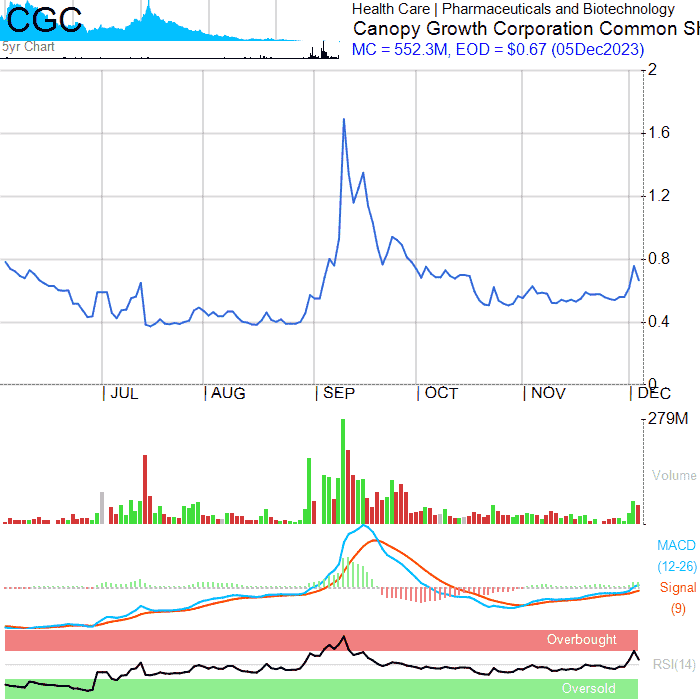 CGC
5yr Chart
Health Care | Pharmaceuticals and Biotechnology
Canopy Growth Corporation Common SH
MC = 552.3M, EOD = $0.67 (05Dec2023)
2
1.6
1.2
0.8
0.4
0
JUL
AUG
SEP
OCT
NOV
DEC
279M
Volume
MACD
(12-26)
Signal
(9)
Overbought
RSI(14)
Oversold